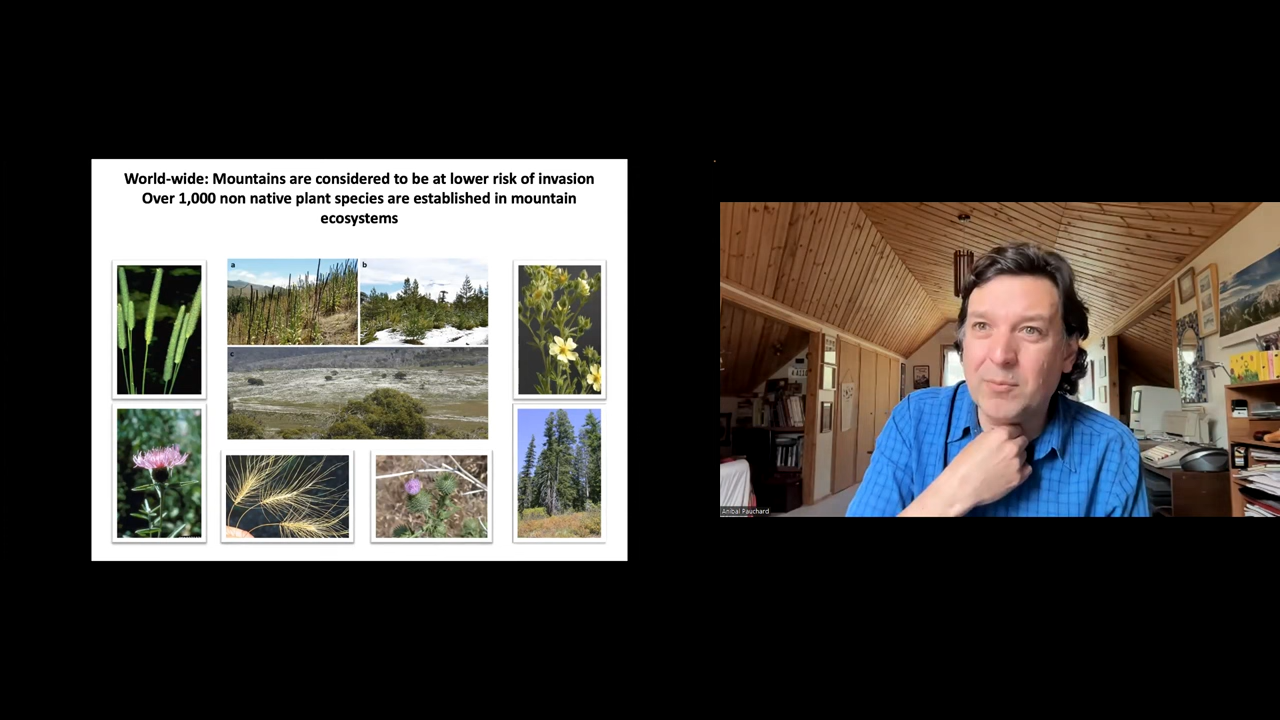 World-wide: Mountains are considered to be at lower risk of invasion
Over 1,000 non native plant species are established in mountain
ecosystems
a
b
c
Anibal Pauchard